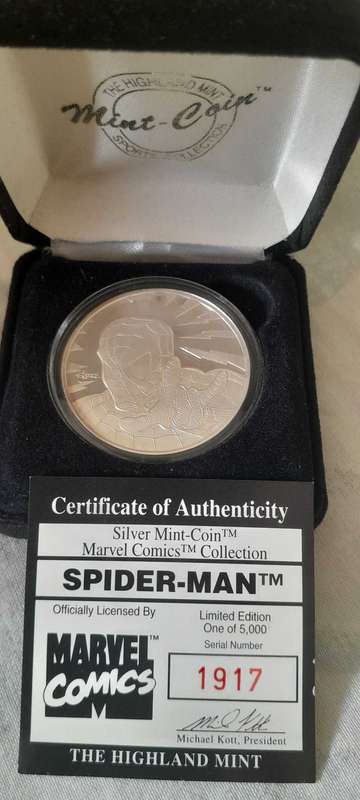 THE HIGHLAND MINT
Mint-Coin™
SPORTS COLLECTION
Certificate of Authenticity
Silver Mint-Coin™
Marvel Comics™ Collection
SPIDER-MAN™
Officially Licensed By
MARVEL™
COMICS
Limited Edition
One of 5,000
Serial Number
1917
Michael Kott, President
THE HIGHLAND MINT